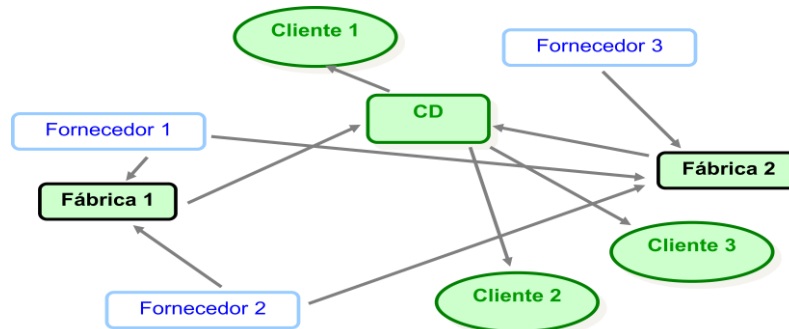 Cliente 1
Fornecedor 3
CD
Fornecedor 1
Fábrica 2
Fábrica 1
Cliente 3
Cliente 2
Fornecedor 2